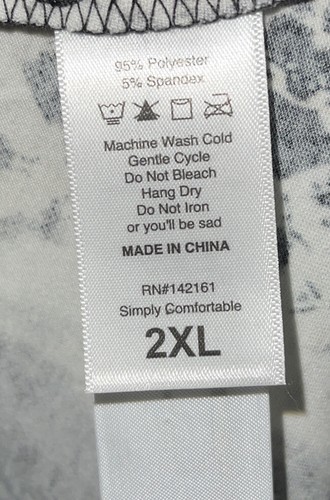 95% Polyester
5% Spandex
Machine Wash Cold
Gentle Cycle
Do Not Bleach
Hang Dry
Do Not Iron
or you'll be sad
MADE IN CHINA
RN#142161
Simply Comfortable
2XL